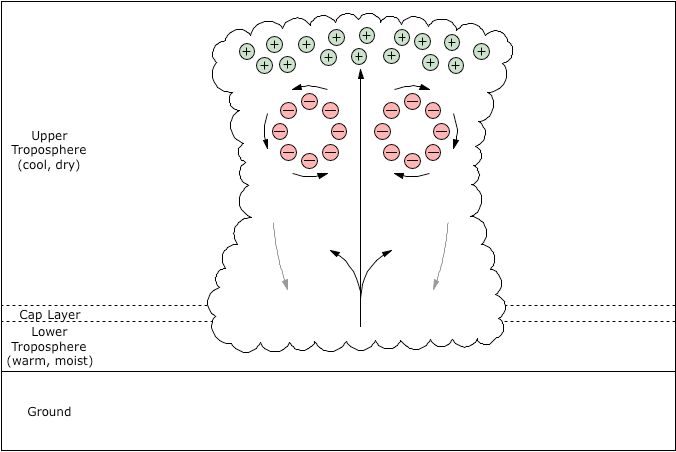 Upper
Troposphere
(cool, dry)
Cap Layer
Lower
Troposphere
(warm, moist)
Ground